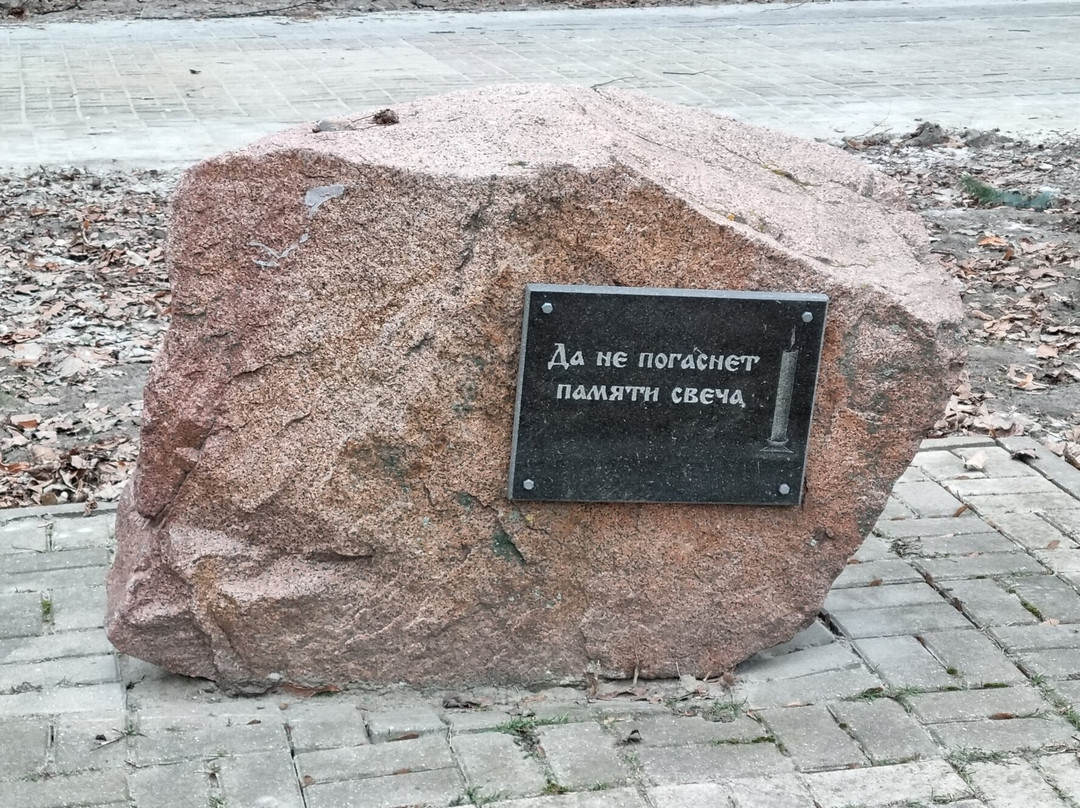 Да не погаснет
памяти свеча